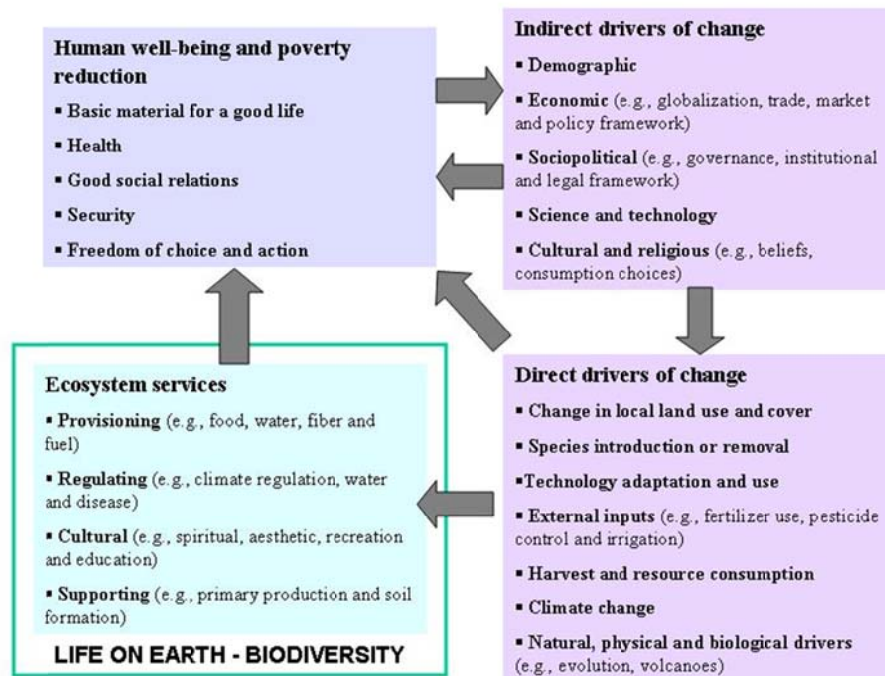 Human well-being and poverty
reduction
▪ Basic material for a good life
▪ Health
▪ Good social relations
▪ Security
▪ Freedom of choice and action
Indirect drivers of change
▪ Demographic
▪ Economic (e.g., globalization, trade, market
and policy framework)
▪ Sociopolitical (e.g., governance, institutional
and legal framework)
▪ Science and technology
▪ Cultural and religious (e.g., beliefs,
consumption choices)
Ecosystem services
▪ Provisioning (e.g., food, water, fiber and
fuel)
▪ Regulating (e.g., climate regulation, water
and disease)
▪ Cultural (e.g., spiritual, aesthetic, recreation
and education)
▪ Supporting (e.g., primary production and soil
formation)
LIFE ON EARTH - BIODIVERSITY
Direct drivers of change
▪ Change in local land use and cover
▪ Species introduction or removal
▪Technology adaptation and use
▪ External inputs (e.g., fertilizer use, pesticide
control and irrigation)
▪ Harvest and resource consumption
▪ Climate change
▪ Natural, physical and biological drivers
(e.g., evolution, volcanoes)